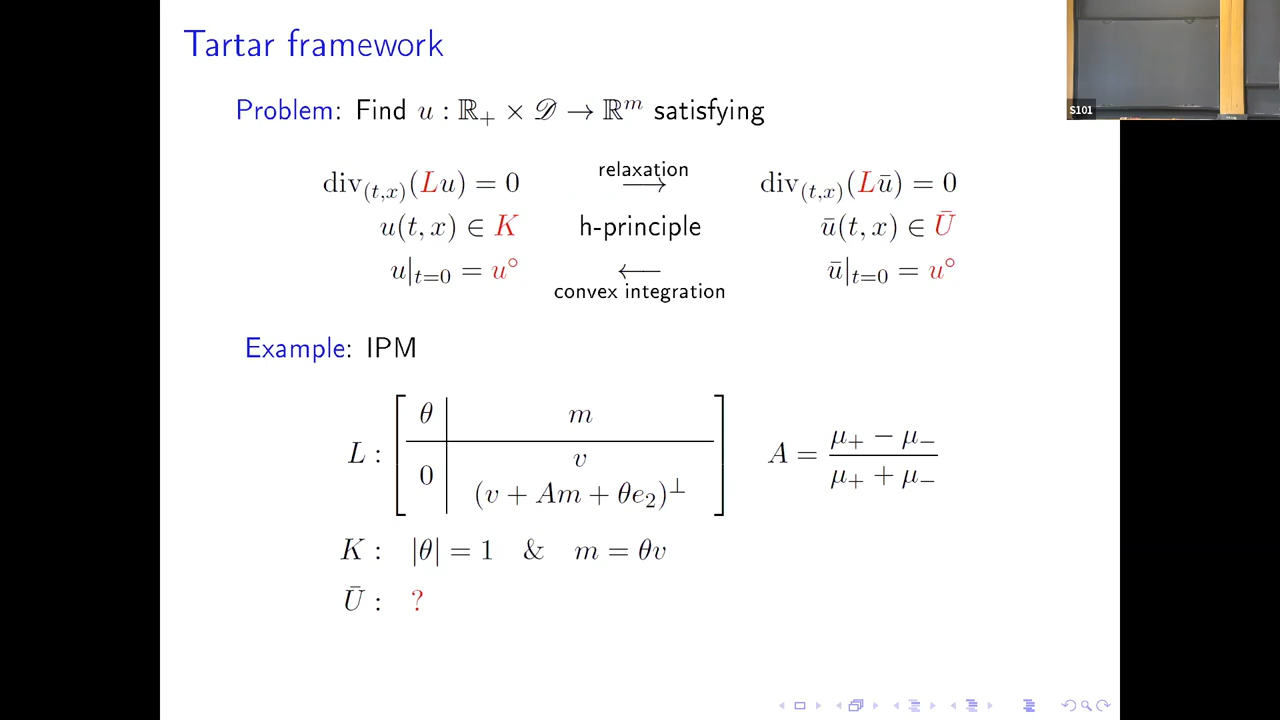 Tartar framework
Problem: Find u : ℝ₊ × 𝒟 → ℝᵐ satisfying
div₍ₜ,ₓ₎(Lu) = 0 relaxation → div₍ₜ,ₓ₎(Lū) = 0
u(t, x) ∈ K h-principle ū(t, x) ∈ Ū
u|ₜ₌₀ = u° ← convex integration ū|ₜ₌₀ = u°
Example: IPM
L : [ θ | m ; 0 | v (v + Am + θe₂)^⊥ ] A = (μ₊ − μ₋)/(μ₊ + μ₋)
K : |θ| = 1 & m = θv
Ū : ?
S101